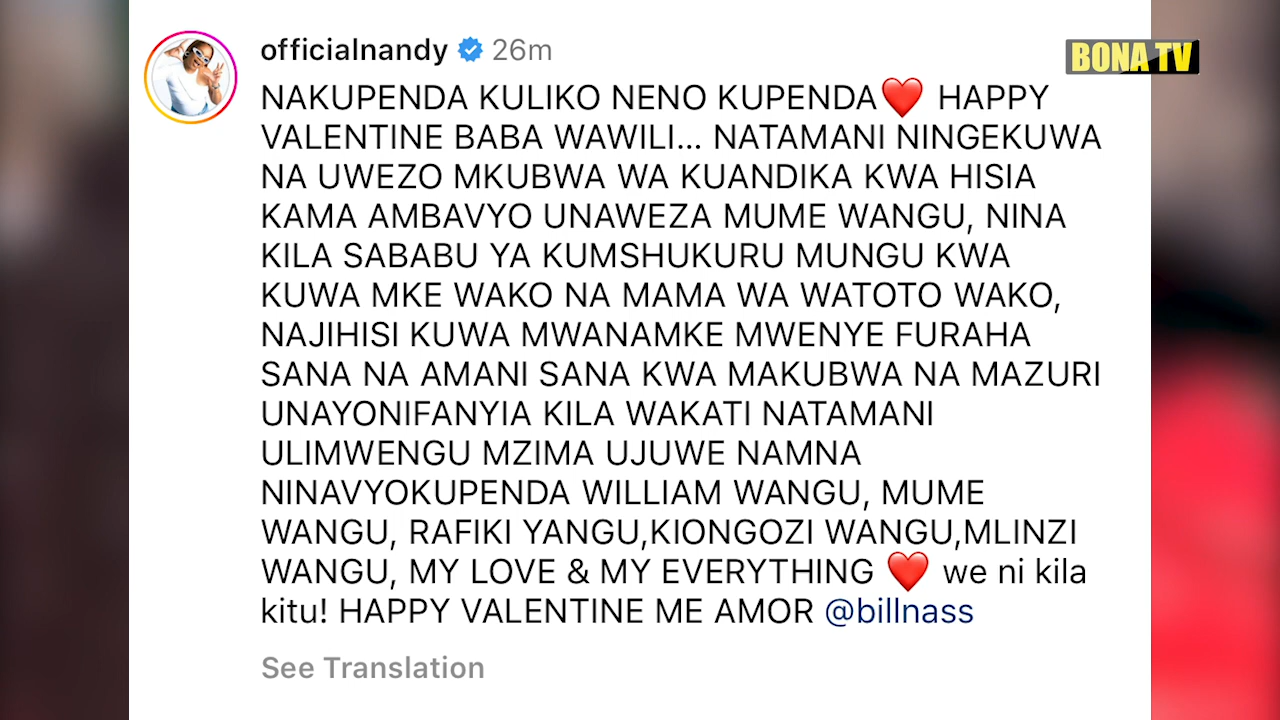 officialnandy 26m
BONA TV
NAKUPENDA KULIKO NENO KUPENDA❤️ HAPPY
VALENTINE BABA WAWILI... NATAMANI NINGEKUWA
NA UWEZO MKUBWA WA KUANDIKA KWA HISIA
KAMA AMBAVYO UNAWEZA MUME WANGU, NINA
KILA SABABU YA KUMSHUKURU MUNGU KWA
KUWA MKE WAKO NA MAMA WA WATOTO WAKO,
NAJIHISI KUWA MWANAMKE MWENYE FURAHA
SANA NA AMANI SANA KWA MAKUBWA NA MAZURI
UNAYONIFANYIA KILA WAKATI NATAMANI
ULIMWENGU MZIMA UJUWE NAMNA
NINAVYOKUPENDA WILLIAM WANGU, MUME
WANGU, RAFIKI YANGU,KIONGOZI WANGU,MLINZI
WANGU, MY LOVE & MY EVERYTHING ❤️ we ni kila
kitu! HAPPY VALENTINE ME AMOR @billnass
See Translation